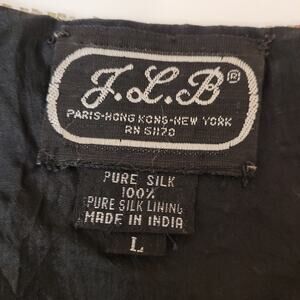 J.L.B®
PARIS-HONG KONG-NEW YORK
RN 51170
PURE SILK
100%
PURE SILK LINING
MADE IN INDIA
L